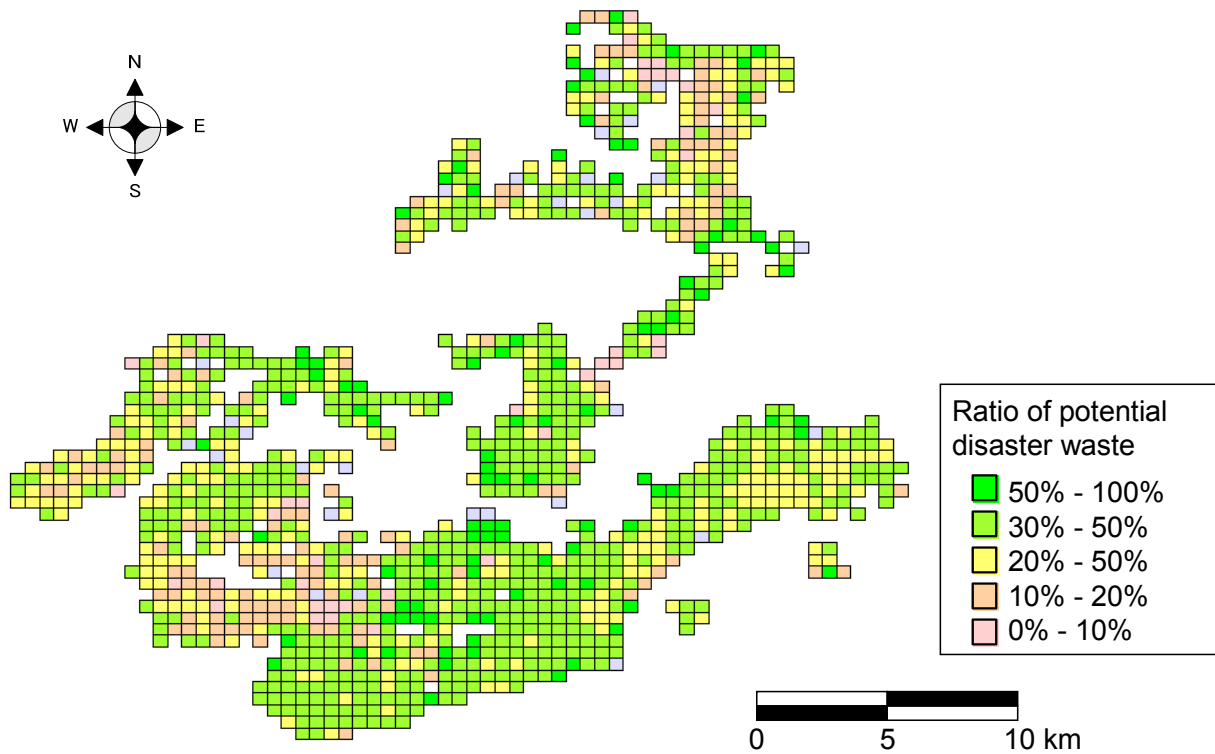 N
W E
S
Ratio of potential
disaster waste
50% - 100%
30% - 50%
20% - 50%
10% - 20%
0% - 10%
0 5 10 km